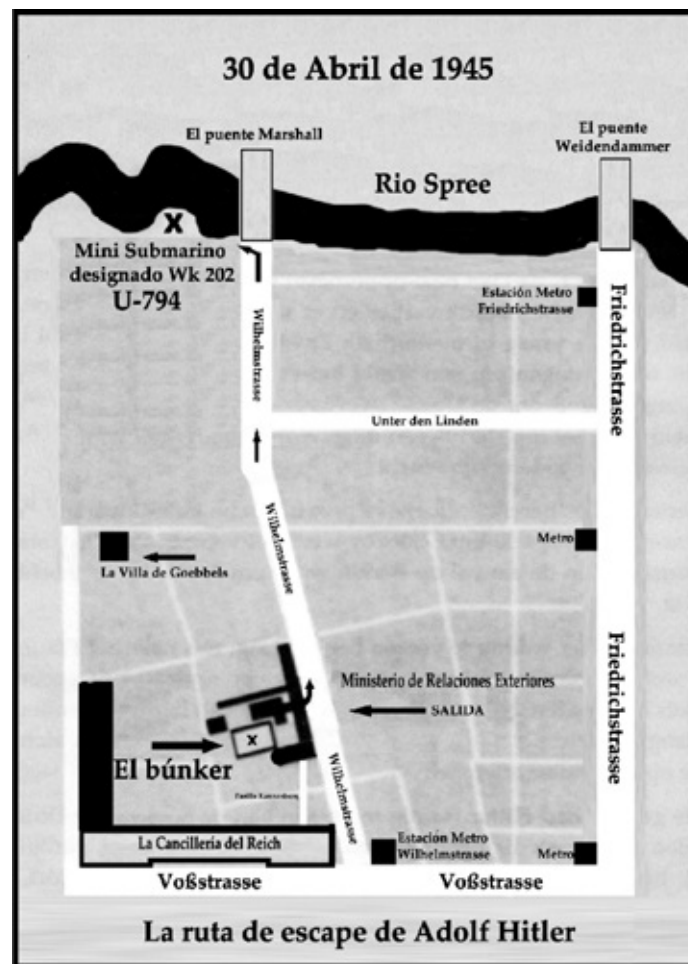 30 de Abril de 1945
El puente Marshall
El puente
Weidendammer
Rio Spree
X
Mini Submarino
designado Wk 202
U-794
Wilhelmstrasse
Estación Metro
Friedrichstrasse
Friedrichstrasse
Unter den Linden
Wilhelmstrasse
Metro
La Villa de Goebbels
Friedrichstrasse
Ministerio de Relaciones Exteriores
SALIDA
X
El búnker
Wilhelmstrasse
La Cancillería del Reich
Estación Metro
Wilhelmstrasse
Metro
Voßstrasse
Voßstrasse
La ruta de escape de Adolf Hitler